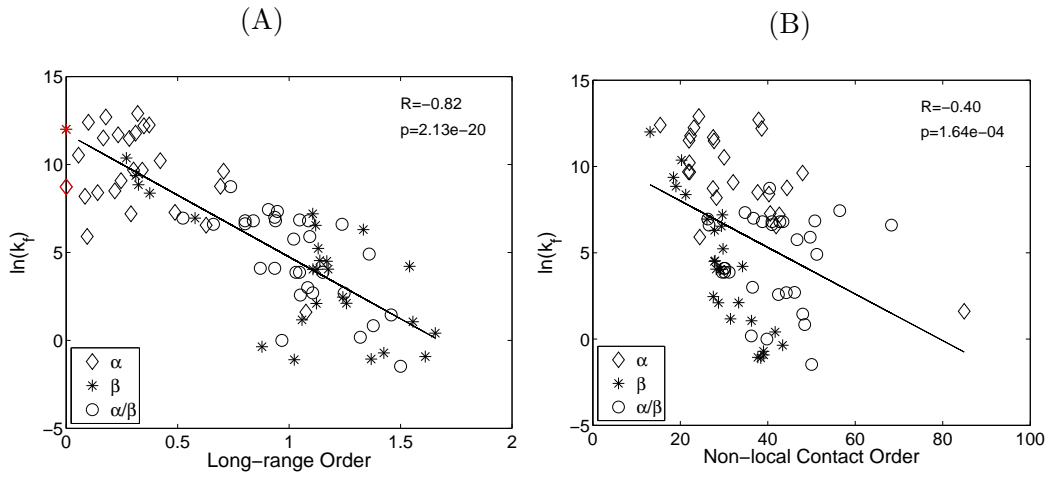 (A)
(B)
15
10
5
0
−5
0
0.5
1
1.5
2
ln(k_f)
Long-range Order
R=−0.82
p=2.13e−20
α
β
α/β
15
10
5
0
−5
0
20
40
60
80
100
ln(k_f)
Non-local Contact Order
R=−0.40
p=1.64e−04
α
β
α/β